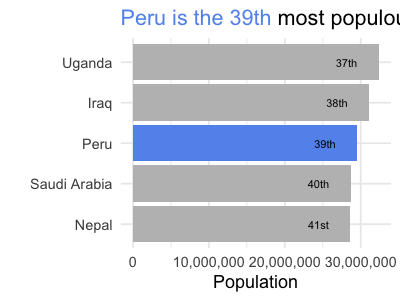 Peru is the 39th most
Uganda 37th
Iraq 38th
Peru 39th
Saudi Arabia 40th
Nepal 41st
0 10,000,000 20,000,000 30,000,000
Population